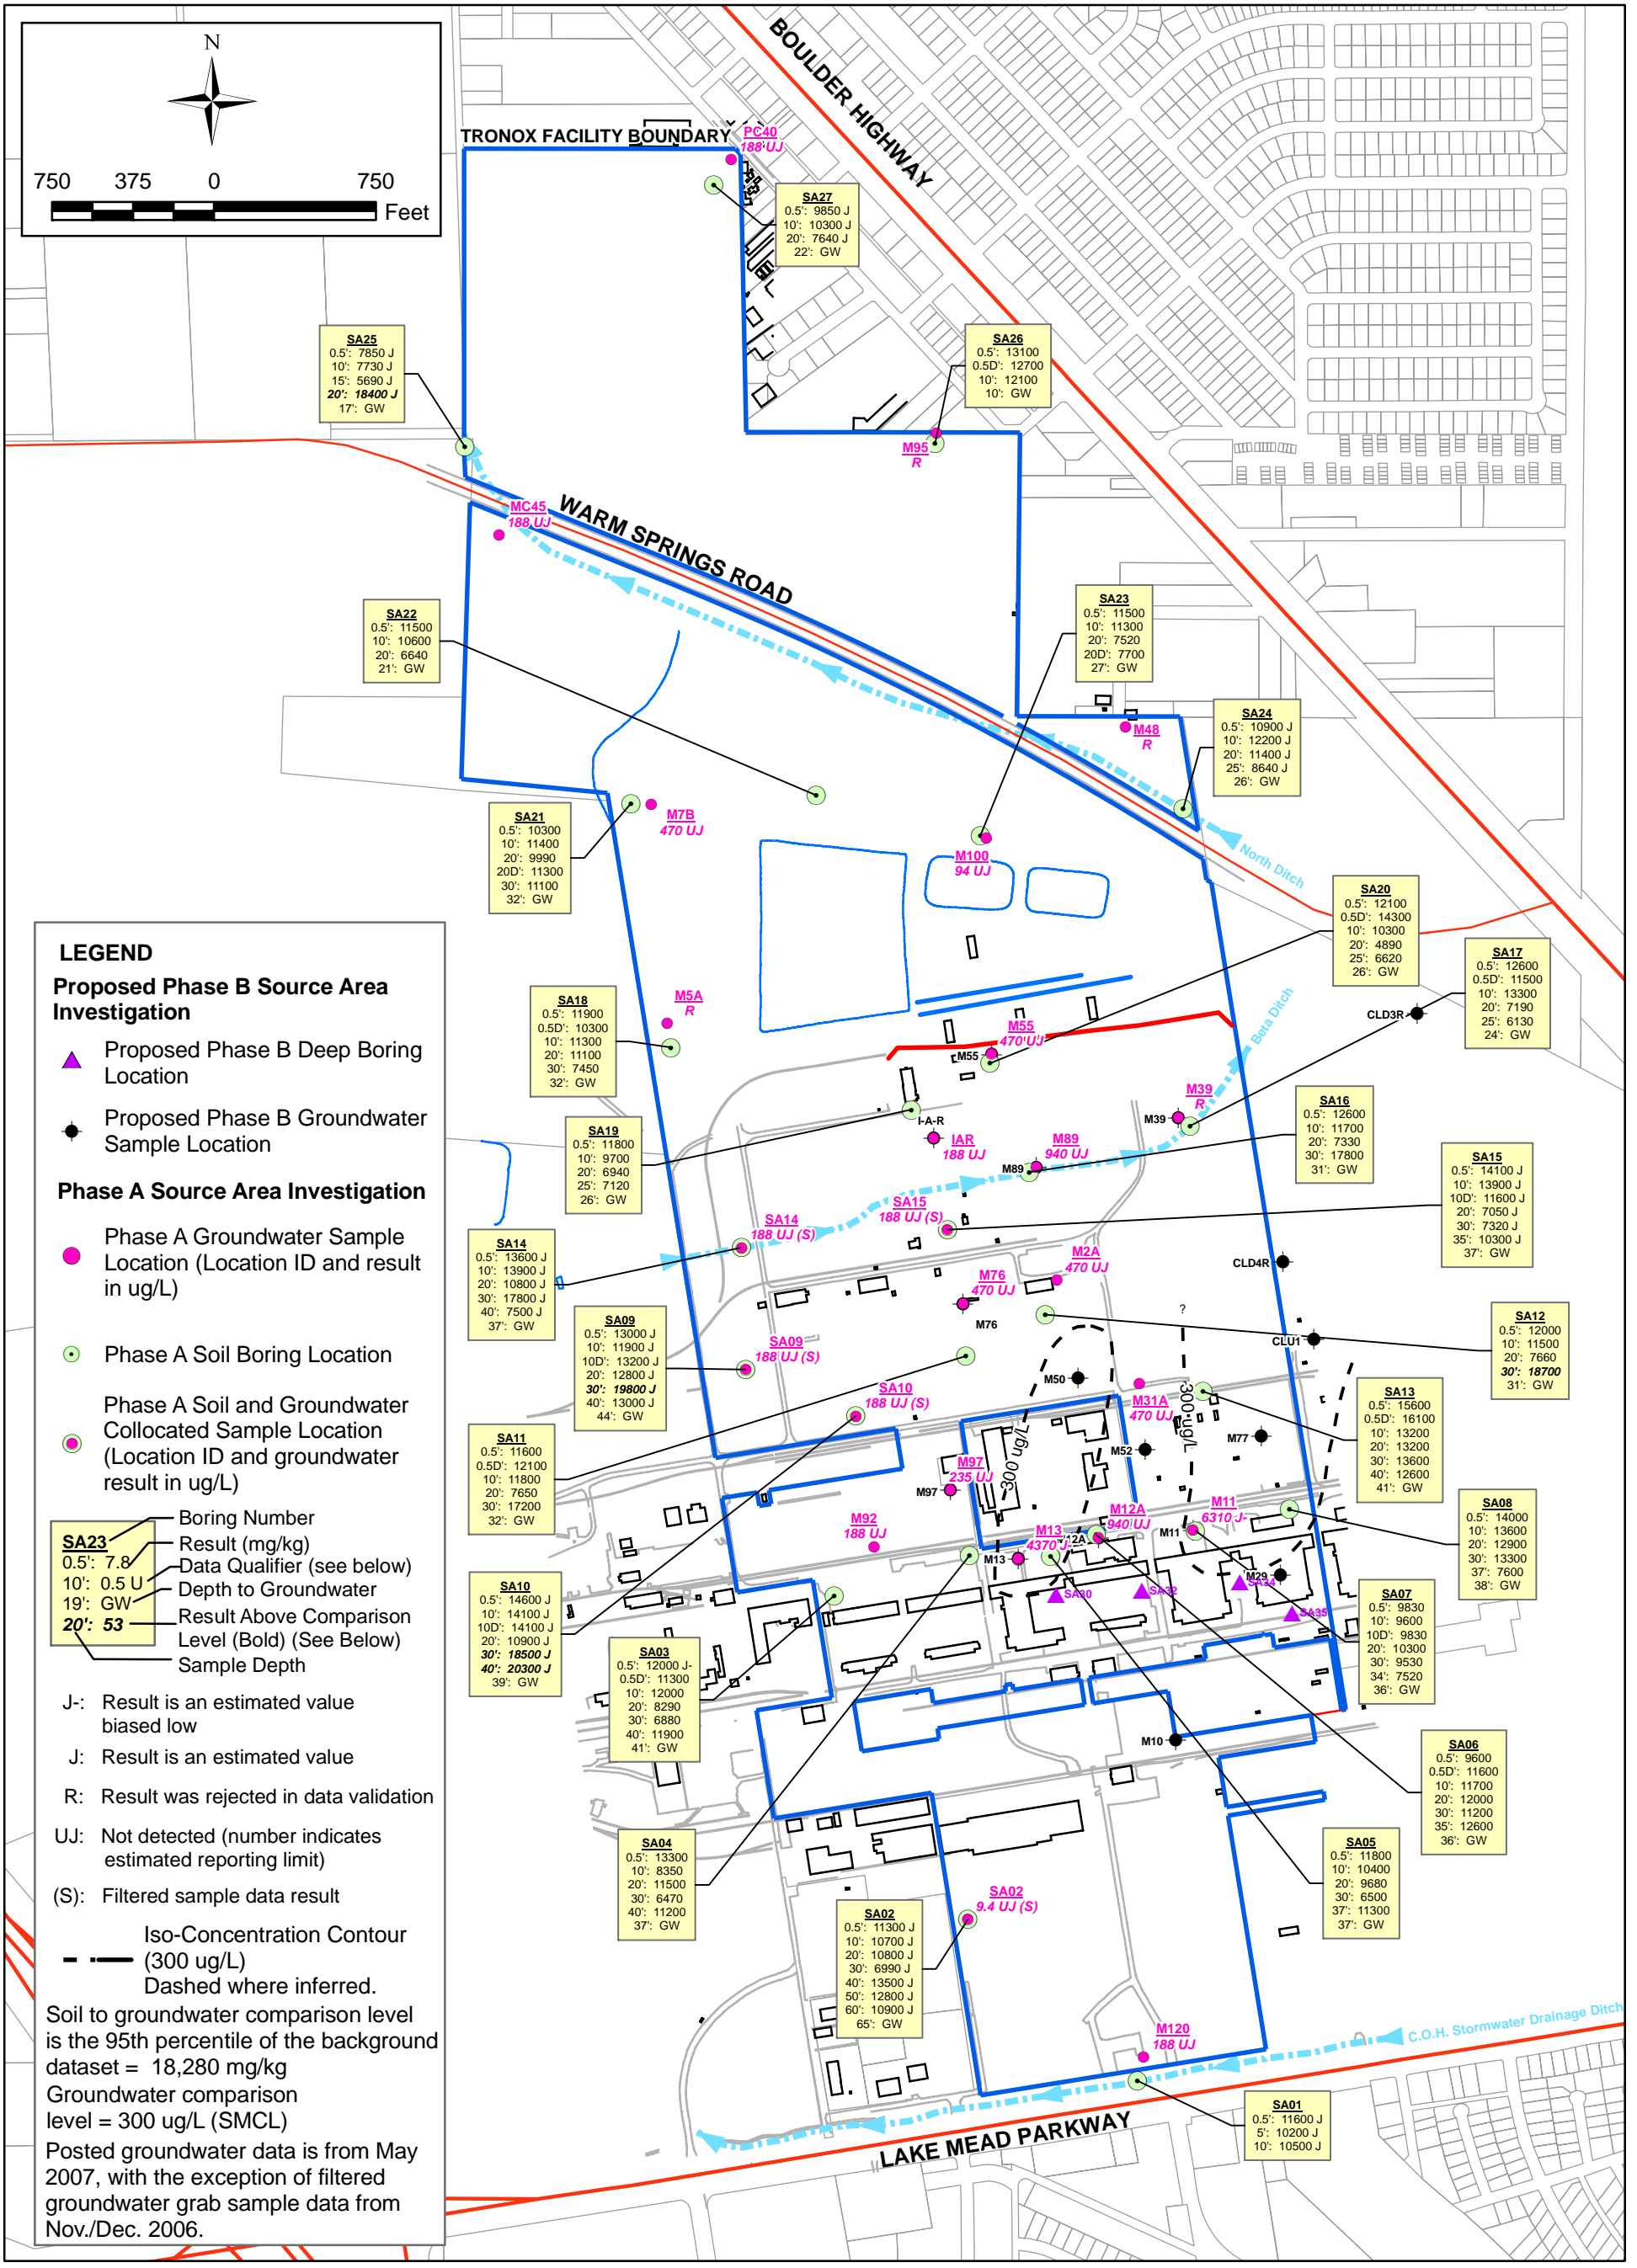 N
750 375 0 750
Feet
TRONOX FACILITY BOUNDARY
BOULDER HIGHWAY
PC40
188 UJ
SA27
0.5': 9850 J
10': 10300 J
20': 7640 J
22': GW
SA25
0.5': 7850 J
10': 7730 J
15': 5690 J
20': 18400 J
17': GW
SA26
0.5': 13100
0.5D': 12700
10': 12100
10': GW
M95
R
MC45
188 UJ
WARM SPRINGS ROAD
SA22
0.5': 11500
10': 10600
20': 6640
21': GW
SA23
0.5': 11500
10': 11300
20': 7520
20D': 7700
27': GW
M48
R
SA24
0.5': 10900 J
10': 12200 J
20': 11400 J
25': 8640 J
26': GW
SA21
0.5': 10300
10': 11400
20': 9990
20D': 11300
30': 11100
32': GW
M7B
470 UJ
M100
94 UJ
North Ditch
SA20
0.5': 12100
0.5D': 14300
10': 10300
20': 4890
25': 6620
26': GW
SA17
0.5': 12600
0.5D': 11500
10': 13300
20': 7190
25': 6130
24': GW
CLD3R
SA18
0.5': 11900
0.5D': 10300
10': 11300
20': 11100
30': 7450
32': GW
M5A
R
M55
470 UJ
M55
Beta Ditch
M39
R
M39
SA16
0.5': 12600
10': 11700
20': 7330
30': 17800
31': GW
SA19
0.5': 11800
10': 9700
20': 6940
25': 7120
26': GW
I-A-R
IAR
188 UJ
M89
940 UJ
M89
SA15
0.5': 14100 J
10': 13900 J
10D': 11600 J
20': 7050 J
30': 7320 J
35': 10300 J
37': GW
SA15
188 UJ (S)
SA14
188 UJ (S)
SA14
0.5': 13600 J
10': 13900 J
20': 10800 J
30': 17800 J
40': 7500 J
37': GW
M2A
470 UJ
M76
470 UJ
M76
CLD4R
?
CLU1
SA12
0.5': 12000
10': 11500
20': 7660
30': 18700
31': GW
SA09
0.5': 13000 J
10': 11900 J
10D': 13200 J
20': 12800 J
30': 19800 J
40': 13000 J
44': GW
SA09
188 UJ (S)
SA10
188 UJ (S)
M50
M31A
470 UJ
300 ug/L
300 ug/L
M52
M77
SA13
0.5': 15600
0.5D': 16100
10': 13200
20': 13200
30': 13600
40': 12600
41': GW
SA11
0.5': 11600
0.5D': 12100
10': 11800
20': 7650
30': 17200
32': GW
M97
235 UJ
M97
M92
188 UJ
M13
4370 J-
M13
M12A
940 UJ
12A
M11
6310 J-
M11
M29
SA30
SA32
SA34
SA35
SA08
0.5': 14000
10': 13600
20': 12900
30': 13300
37': 7600
38': GW
SA10
0.5': 14600 J
10': 14100 J
10D': 14100 J
20': 10900 J
30': 18500 J
40': 20300 J
39': GW
SA07
0.5': 9830
10': 9600
10D': 9830
20': 10300
30': 9530
34': 7520
36': GW
SA03
0.5': 12000 J-
0.5D': 11300
10': 12000
20': 8290
30': 6880
40': 11900
41': GW
M10
SA06
0.5': 9600
0.5D': 11600
10': 11700
20': 12000
30': 11200
35': 12600
36': GW
SA04
0.5': 13300
10': 8350
20': 11500
30': 6470
40': 11200
37': GW
SA05
0.5': 11800
10': 10400
20': 9680
30': 6500
37': 11300
37': GW
SA02
9.4 UJ (S)
SA02
0.5': 11300 J
10': 10700 J
20': 10800 J
30': 6990 J
40': 13500 J
50': 12800 J
60': 10900 J
65': GW
M120
188 UJ
C.O.H. Stormwater Drainage Ditch
SA01
0.5': 11600 J
5': 10200 J
10': 10500 J
LAKE MEAD PARKWAY
LEGEND
Proposed Phase B Source Area
Investigation
Proposed Phase B Deep Boring
Location
Proposed Phase B Groundwater
Sample Location
Phase A Source Area Investigation
Phase A Groundwater Sample
Location (Location ID and result
in ug/L)
Phase A Soil Boring Location
Phase A Soil and Groundwater
Collocated Sample Location
(Location ID and groundwater
result in ug/L)
SA23
0.5': 7.8
10': 0.5 U
19': GW
20': 53
Boring Number
Result (mg/kg)
Data Qualifier (see below)
Depth to Groundwater
Result Above Comparison
Level (Bold) (See Below)
Sample Depth
J-: Result is an estimated value
biased low
J: Result is an estimated value
R: Result was rejected in data validation
UJ: Not detected (number indicates
estimated reporting limit)
(S): Filtered sample data result
Iso-Concentration Contour
(300 ug/L)
Dashed where inferred.
Soil to groundwater comparison level
is the 95th percentile of the background
dataset = 18,280 mg/kg
Groundwater comparison
level = 300 ug/L (SMCL)
Posted groundwater data is from May
2007, with the exception of filtered
groundwater grab sample data from
Nov./Dec. 2006.